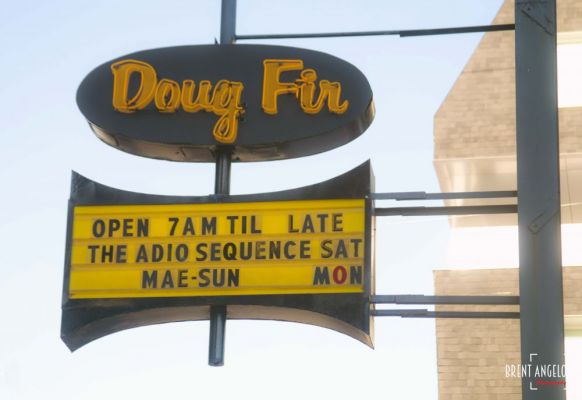 Doug Fir
OPEN 7AM TIL LATE
THE ADIO SEQUENCE SAT
MAE-SUN MON
BRENT ANGELO